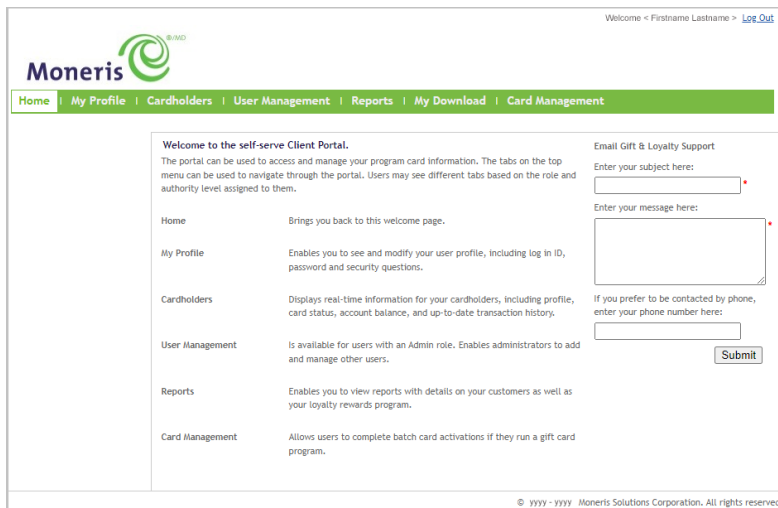 Welcome < Firstname Lastname > Log Out
®/MD
Moneris
Home | My Profile | Cardholders | User Management | Reports | My Download | Card Management
Welcome to the self-serve Client Portal.
The portal can be used to access and manage your program card information. The tabs on the top
menu can be used to navigate through the portal. Users may see different tabs based on the role and
authority level assigned to them.
Home Brings you back to this welcome page.
My Profile Enables you to see and modify your user profile, including log in ID,
password and security questions.
Cardholders Displays real-time information for your cardholders, including profile,
card status, account balance, and up-to-date transaction history.
User Management Is available for users with an Admin role. Enables administrators to add
and manage other users.
Reports Enables you to view reports with details on your customers as well as
your loyalty rewards program.
Card Management Allows users to complete batch card activations if they run a gift card
program.
Email Gift & Loyalty Support
Enter your subject here:
*
Enter your message here:
*
If you prefer to be contacted by phone,
enter your phone number here:
Submit
© yyyy - yyyy Moneris Solutions Corporation. All rights reserved